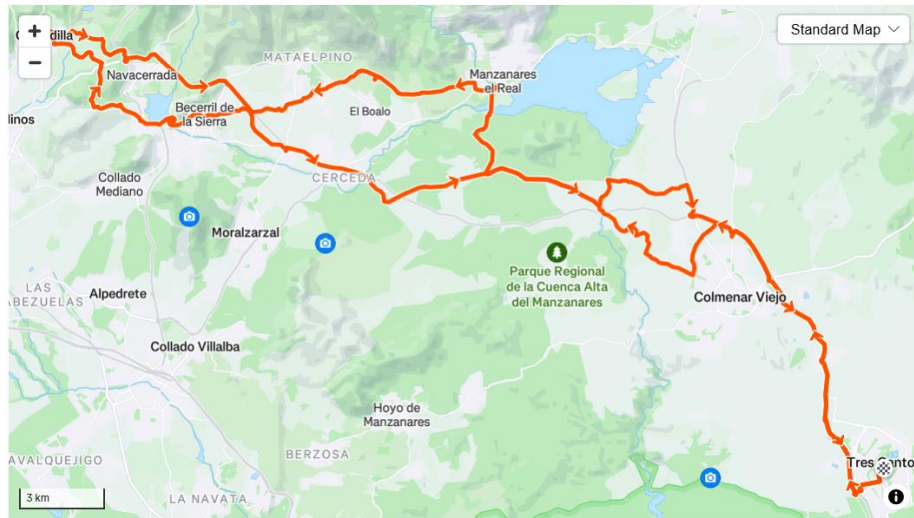 Standard Map
+
−
MATAELPINO
Navacerrada
Manzanares
el Real
Becerril de
la Sierra
El Boalo
linos
Collado
Mediano
CERCEDA
Moralzarzal
Parque Regional
de la Cuenca Alta
del Manzanares
LAS
ABEZUELAS
Alpedrete
Colmenar Viejo
Collado Villalba
Hoyo de
Manzanares
BERZOSA
AVALQUEJIGO
Tres
LA NAVATA
3 km
i